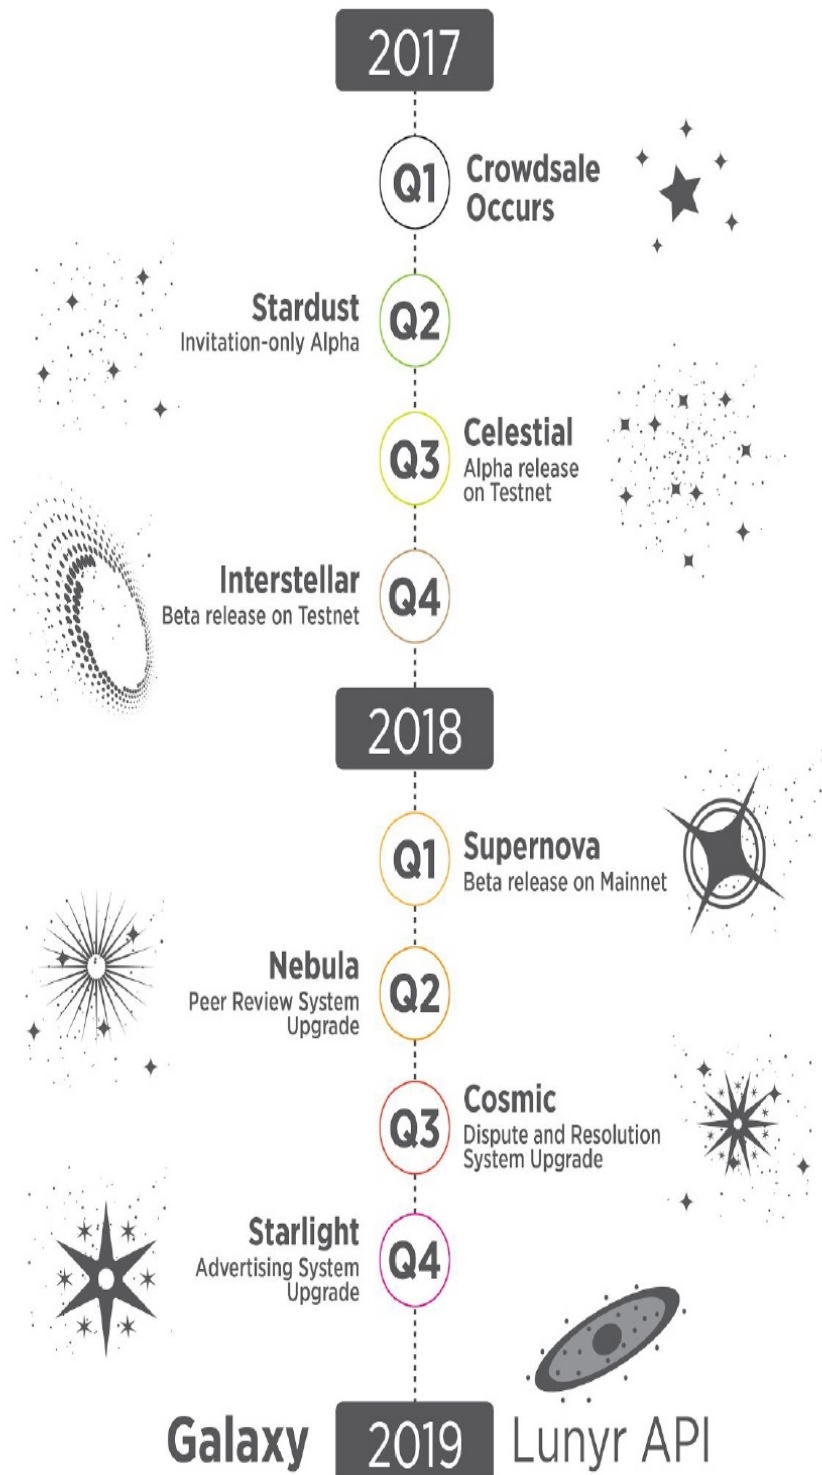 2017
Q1
Crowdsale
Occurs
Stardust
Invitation-only Alpha
Q2
Q3
Celestial
Alpha release
on Testnet
Interstellar
Beta release on Testnet
Q4
2018
Q1
Supernova
Beta release on Mainnet
Nebula
Peer Review System
Upgrade
Q2
Q3
Cosmic
Dispute and Resolution
System Upgrade
Starlight
Advertising System
Upgrade
Q4
Galaxy 2019 Lunyr API